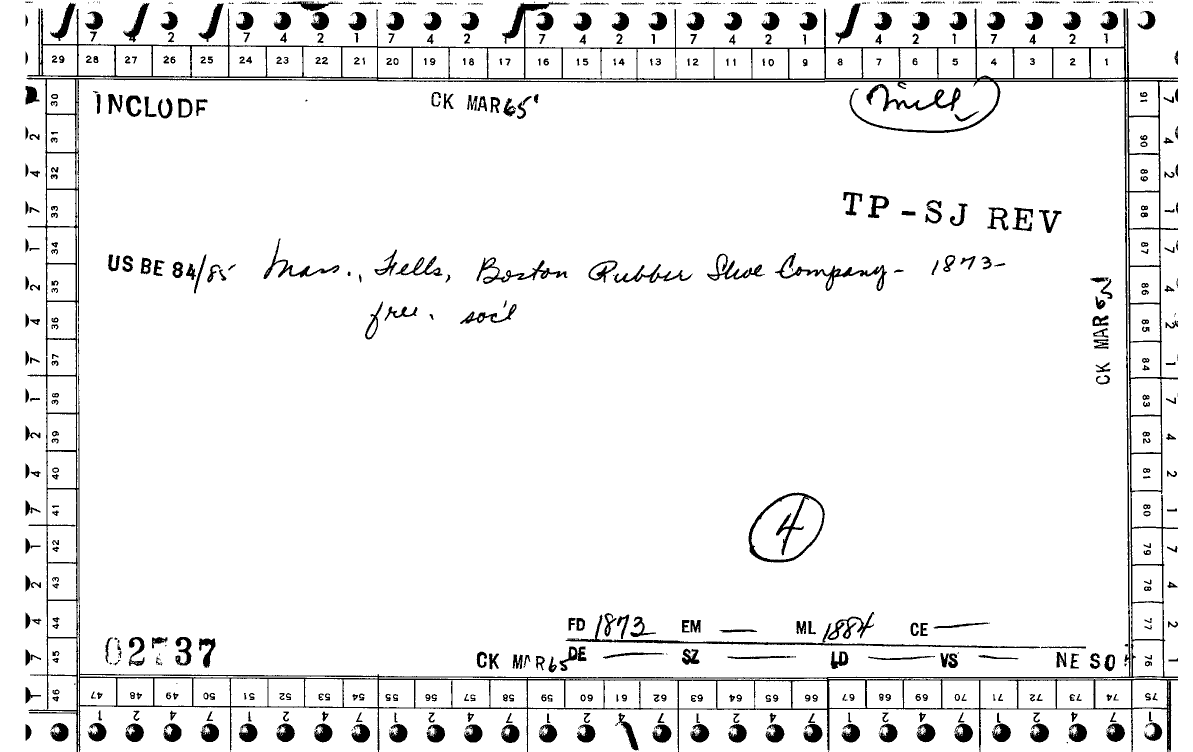 7 4 2 1 7 4 2 1 7 4 2 1 7 4 2 1 7 4 2 1 7 4 2 1
29 28 27 26 25 24 23 22 21 20 19 18 17 16 15 14 13 12 11 10 9 8 7 6 5 4 3 2 1
INCLUDE CK MAR 65 mill
TP-SJ REV
US BE 84/85 Mass., Fells, Boston Rubber Shoe Company - 1873-
free. soc'l
4
FD 1873 EM — ML 1884 CE —
02737 CK MAR 65 DE — SZ — LD — VS — NE SO
CK MAR
30 31 32 33 34 35 36 37 38 39 40 41 42 43 44 45 46
91 90 89 88 87 86 85 84 83 82 81 80 79 78 77 76
47 48 49 50 51 52 53 54 55 56 57 58 59 60 61 62 63 64 65 66 67 68 69 70 71 72 73 74 75
1 2 4 7 1 2 4 7 1 2 4 7 1 2 4 7 1 2 4 7 1 2 4 7 1 2 4 7 1